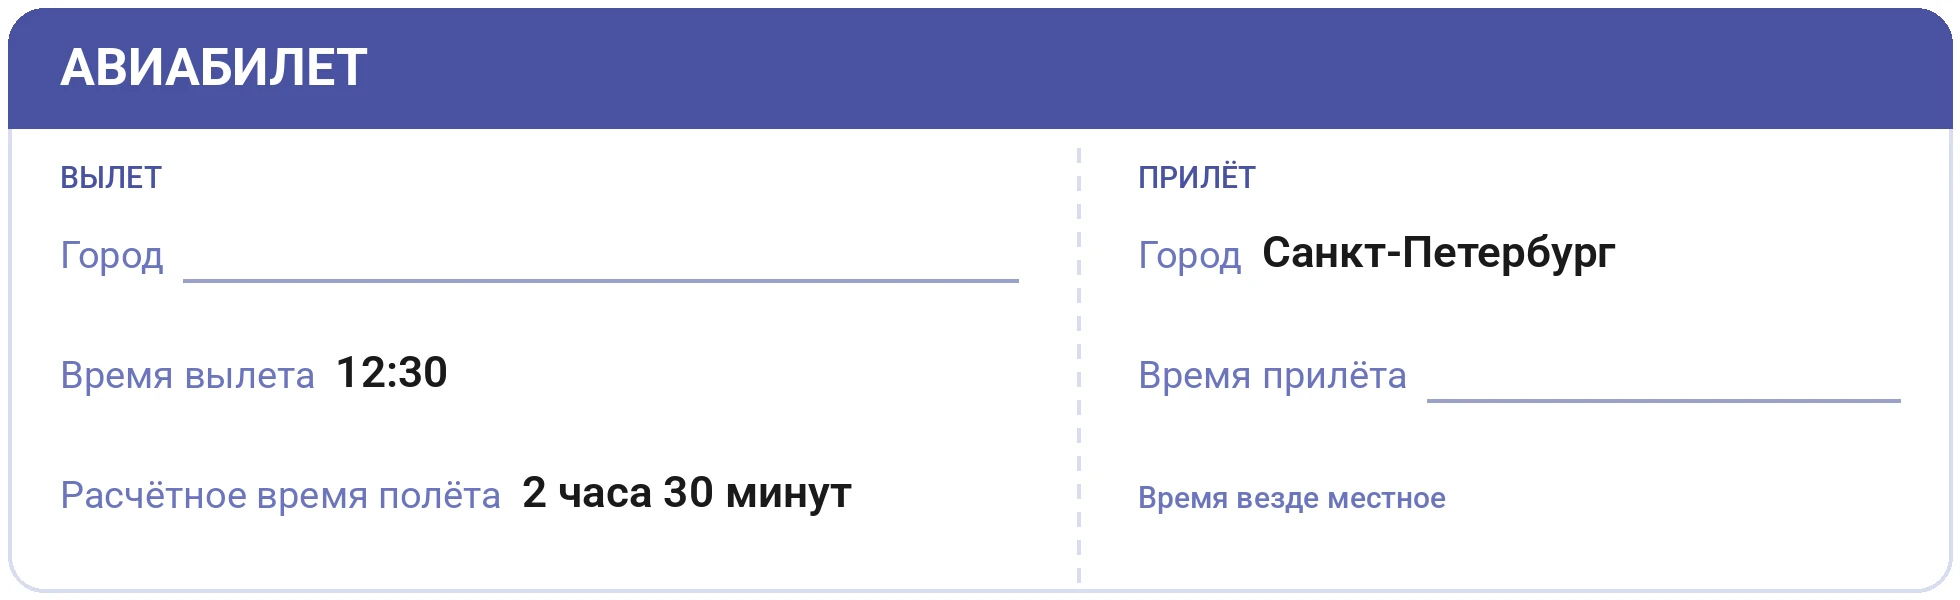 АВИАБИЛЕТ
ВЫЛЕТ
Город
Время вылета 12:30
Расчётное время полёта 2 часа 30 минут
ПРИЛЁТ
Город Санкт-Петербург
Время прилёта
Время везде местное